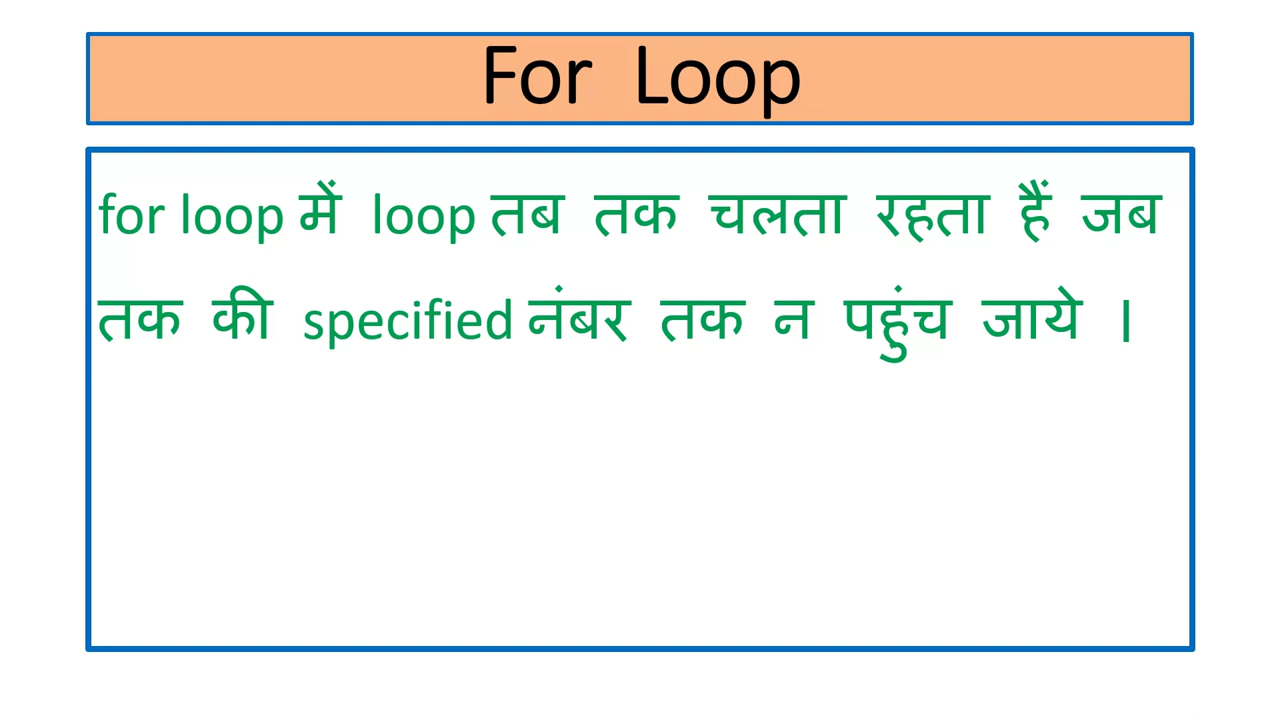 For Loop
for loop में loop तब तक चलता रहता हैं जब
तक की specified नंबर तक न पहुंच जाये ।